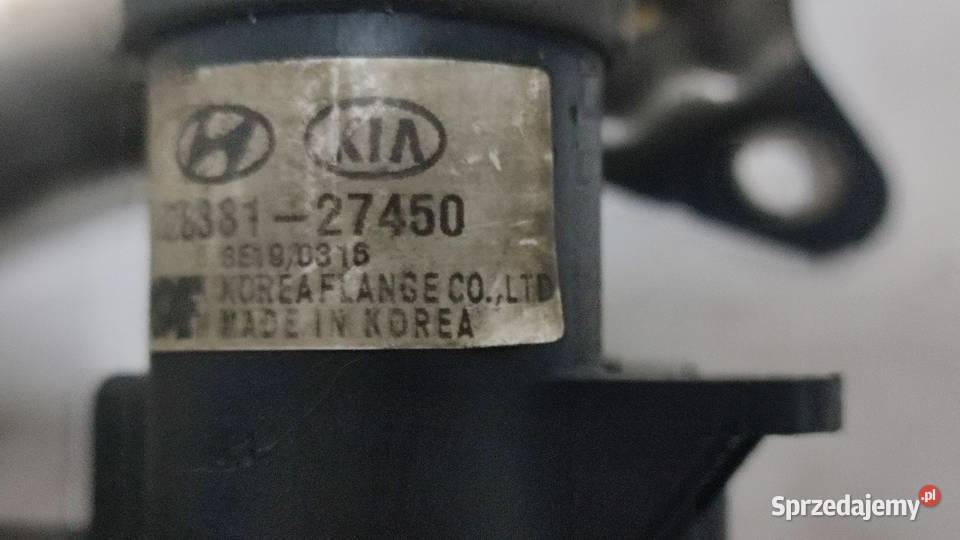 KIA
28381-27450
KOREA FLANGE CO.,LTD
MADE IN KOREA
Sprzedajemy.pl